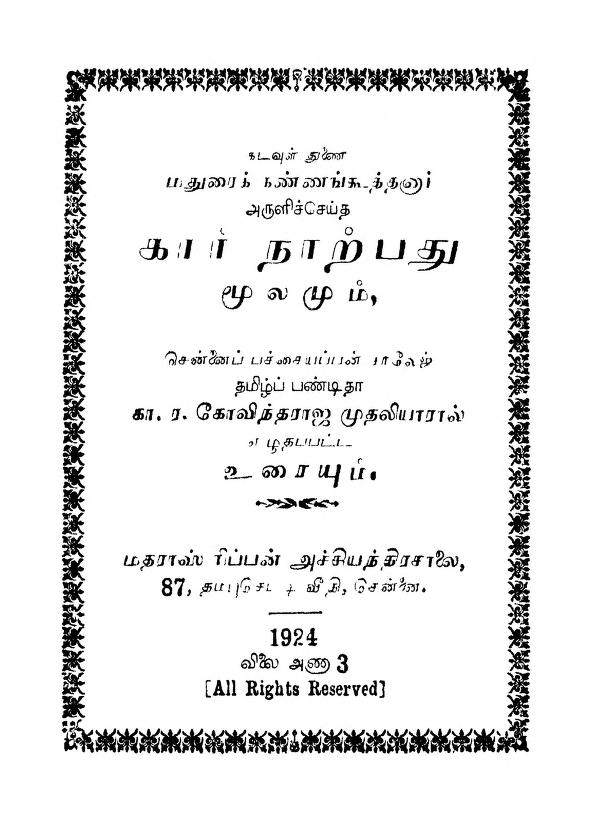 கடவுள் துணை
மதுரைக் கண்ணங்கூத்தனார்
அருளிச்செய்த
கார் நாற்பது
மூலமும்,
சென்னைப் பச்சையப்பன் காலேஜ்
தமிழ்ப் பண்டிதர்
கா. ர. கோவிந்தராஜ முதலியாரால்
எழுதப்பட்ட
உரையும்.
மதராஸ் ரிப்பன் அச்சியந்திரசாலை,
87, தம்புசெட்டி வீதி, சென்னை.
1924
விலை அணா 3
[All Rights Reserved]